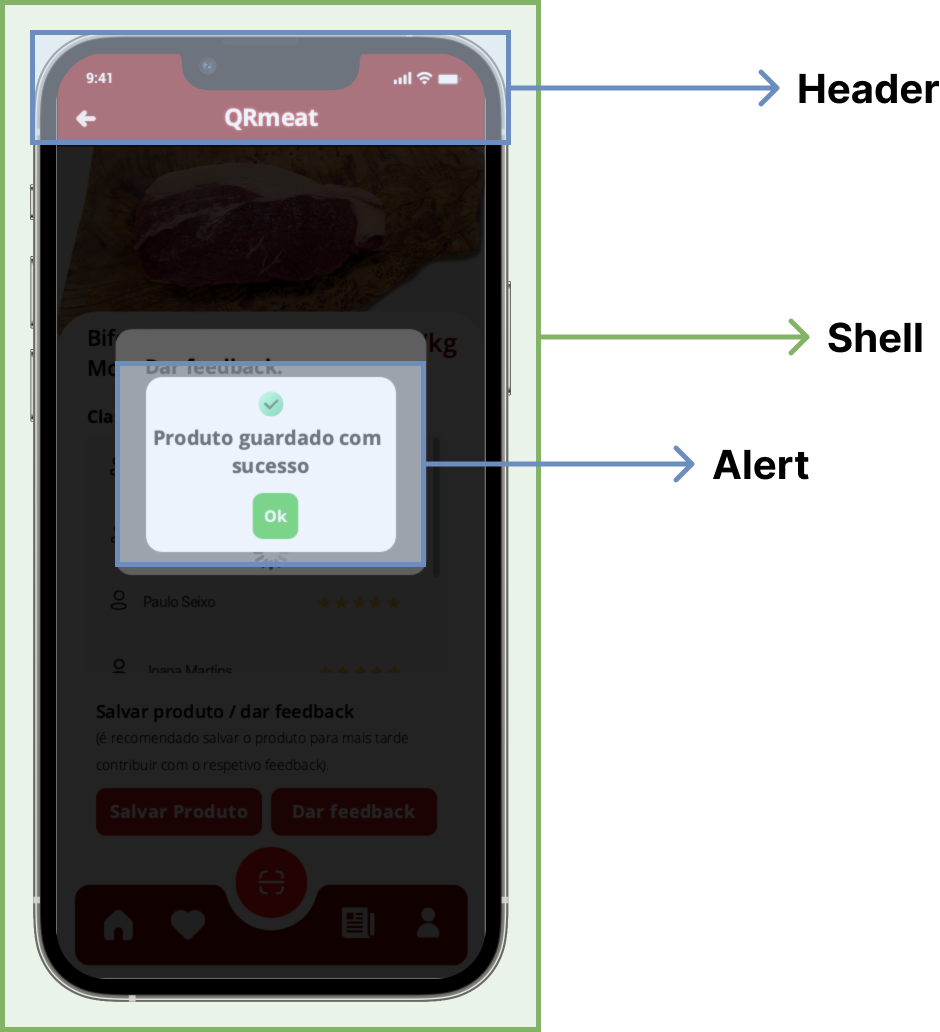 9:41
QRmeat
Header
Bif
/kg
Mo
Dar feedback.
Shell
Cla
Produto guardado com
sucesso
Alert
Ok
Paulo Seixo
Joana Martins
Salvar produto / dar feedback
(é recomendado salvar o produto para mais tarde
contribuir com o respetivo feedback).
Salvar Produto
Dar feedback